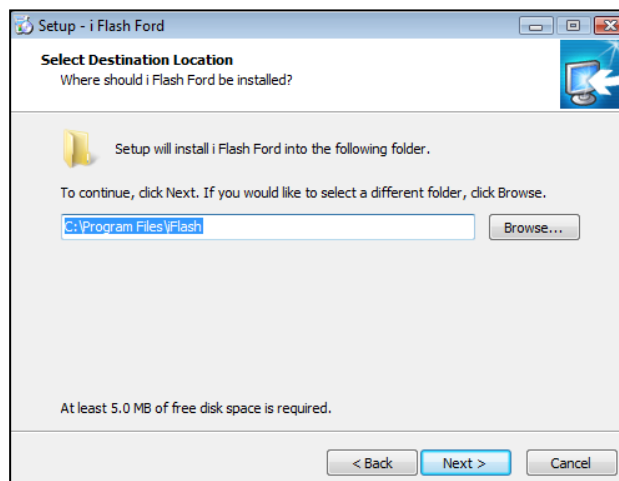 Setup - i Flash Ford
Select Destination Location
Where should i Flash Ford be installed?
Setup will install i Flash Ford into the following folder.
To continue, click Next. If you would like to select a different folder, click Browse.
C:\Program Files\iFlash
Browse...
At least 5.0 MB of free disk space is required.
< Back
Next >
Cancel